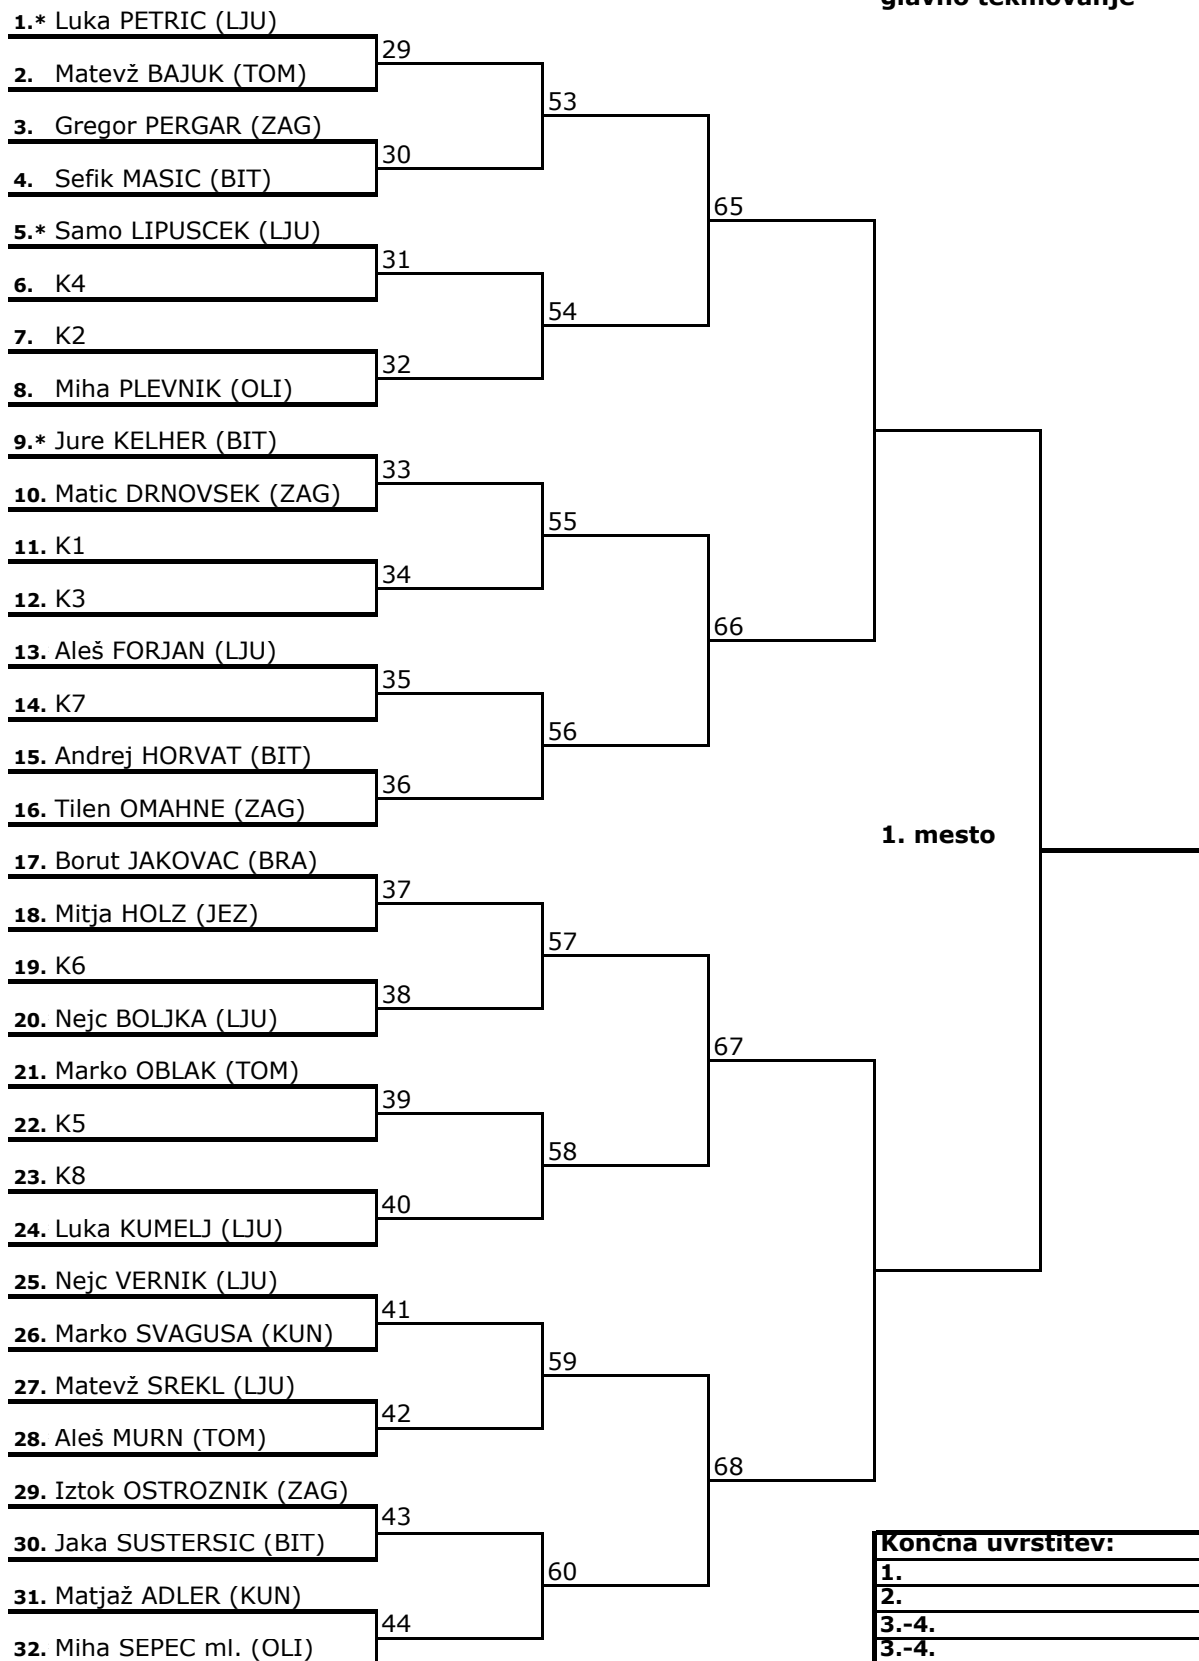 glavno tekmovanje
1.* Luka PETRIC (LJU)
29
2. Matevž BAJUK (TOM)
53
3. Gregor PERGAR (ZAG)
30
4. Sefik MASIC (BIT)
65
5.* Samo LIPUSCEK (LJU)
31
6. K4
54
7. K2
32
8. Miha PLEVNIK (OLI)
9.* Jure KELHER (BIT)
33
10. Matic DRNOVSEK (ZAG)
55
11. K1
34
12. K3
66
13. Aleš FORJAN (LJU)
35
14. K7
56
15. Andrej HORVAT (BIT)
36
16. Tilen OMAHNE (ZAG)
1. mesto
17. Borut JAKOVAC (BRA)
37
18. Mitja HOLZ (JEZ)
57
19. K6
38
20. Nejc BOLJKA (LJU)
67
21. Marko OBLAK (TOM)
39
22. K5
58
23. K8
40
24. Luka KUMELJ (LJU)
25. Nejc VERNIK (LJU)
41
26. Marko SVAGUSA (KUN)
59
27. Matevž SREKL (LJU)
42
28. Aleš MURN (TOM)
68
29. Iztok OSTROZNIK (ZAG)
43
30. Jaka SUSTERSIC (BIT)
Končna uvrstitev:
60
1.
31. Matjaž ADLER (KUN)
2.
44
3.-4.
32. Miha SEPEC ml. (OLI)
3.-4.